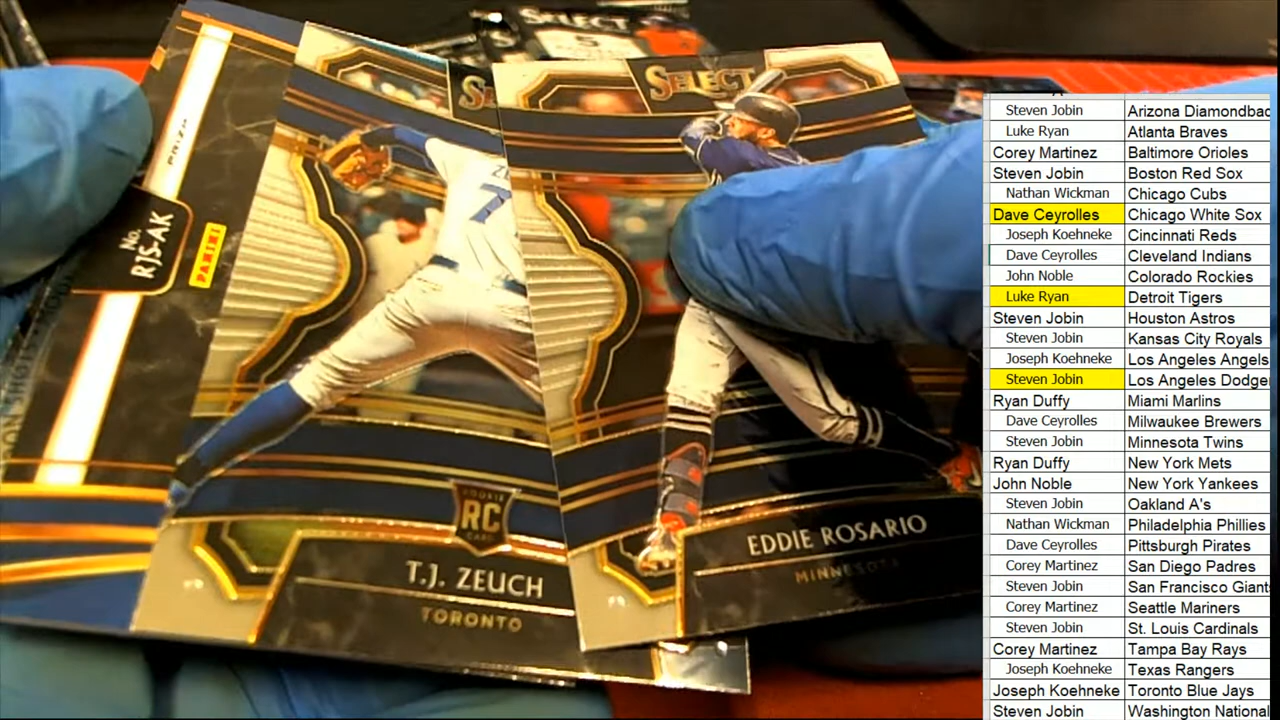 SELECT
5
SE
SELECT
PRIZM
No.
RJS-AK
PANINI
7
ROOKIE
RC
CARD
T.J. ZEUCH
TORONTO
EDDIE ROSARIO
MINNESOTA
Steven Jobin Arizona Diamondbac
Luke Ryan Atlanta Braves
Corey Martinez Baltimore Orioles
Steven Jobin Boston Red Sox
Nathan Wickman Chicago Cubs
Dave Ceyrolles Chicago White Sox
Joseph Koehneke Cincinnati Reds
Dave Ceyrolles Cleveland Indians
John Noble Colorado Rockies
Luke Ryan Detroit Tigers
Steven Jobin Houston Astros
Steven Jobin Kansas City Royals
Joseph Koehneke Los Angeles Angels
Steven Jobin Los Angeles Dodge
Ryan Duffy Miami Marlins
Dave Ceyrolles Milwaukee Brewers
Steven Jobin Minnesota Twins
Ryan Duffy New York Mets
John Noble New York Yankees
Steven Jobin Oakland A's
Nathan Wickman Philadelphia Phillies
Dave Ceyrolles Pittsburgh Pirates
Corey Martinez San Diego Padres
Steven Jobin San Francisco Giant
Corey Martinez Seattle Mariners
Steven Jobin St. Louis Cardinals
Corey Martinez Tampa Bay Rays
Joseph Koehneke Texas Rangers
Joseph Koehneke Toronto Blue Jays
Steven Jobin Washington National